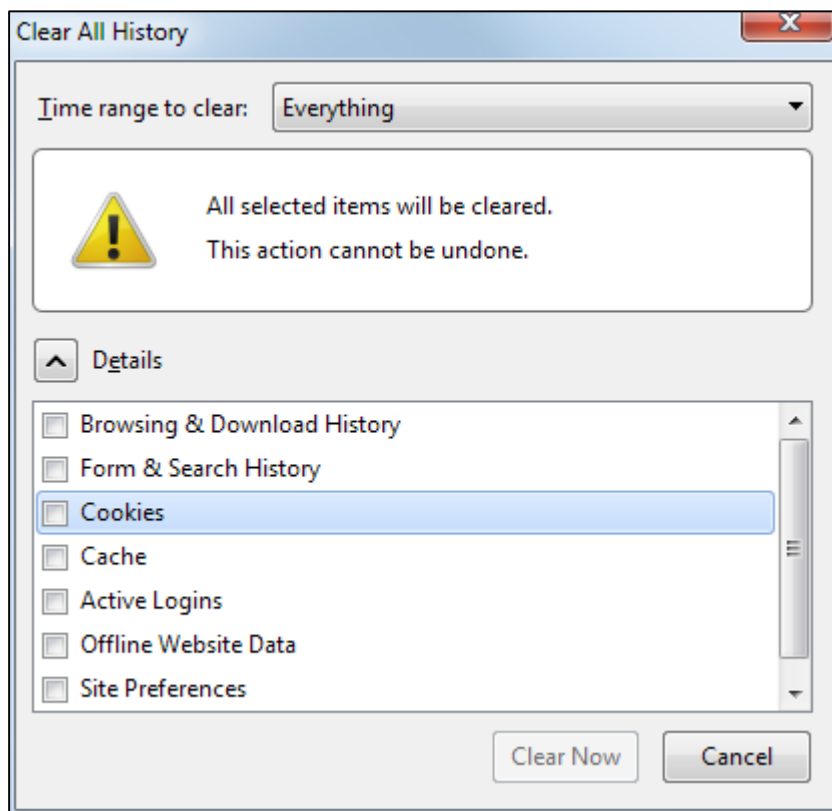 Clear All History
Time range to clear: Everything
All selected items will be cleared.
This action cannot be undone.
Details
Browsing & Download History
Form & Search History
Cookies
Cache
Active Logins
Offline Website Data
Site Preferences
Clear Now Cancel